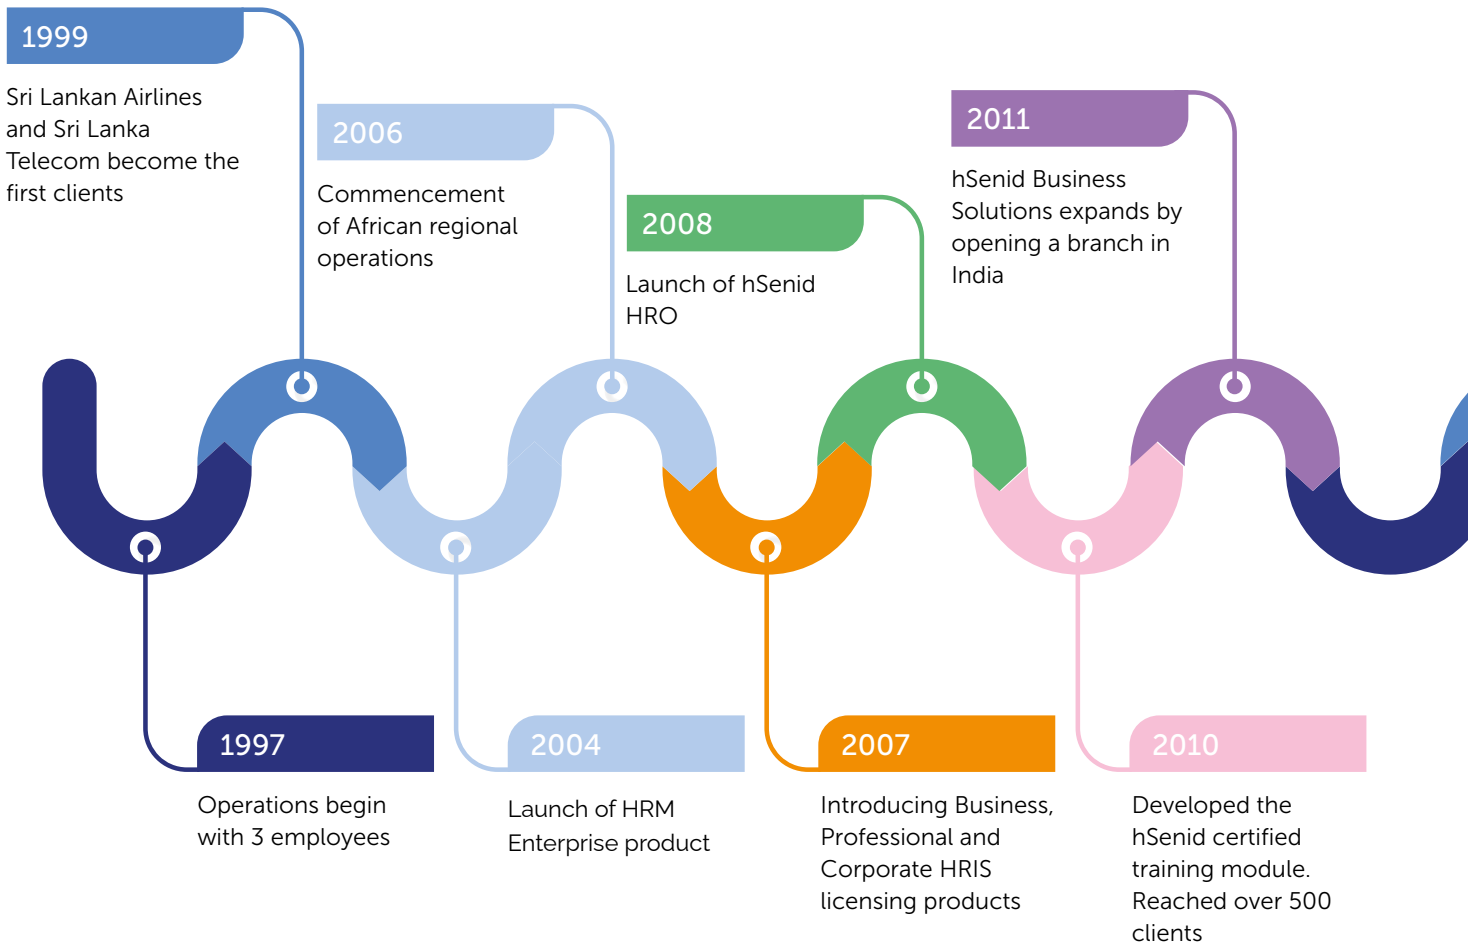 1999
Sri Lankan Airlines
and Sri Lanka
Telecom become the
first clients
2006
Commencement
of African regional
operations
2008
Launch of hSenid
HRO
2011
hSenid Business
Solutions expands by
opening a branch in
India
1997
Operations begin
with 3 employees
2004
Launch of HRM
Enterprise product
2007
Introducing Business,
Professional and
Corporate HRIS
licensing products
2010
Developed the
hSenid certified
training module.
Reached over 500
clients